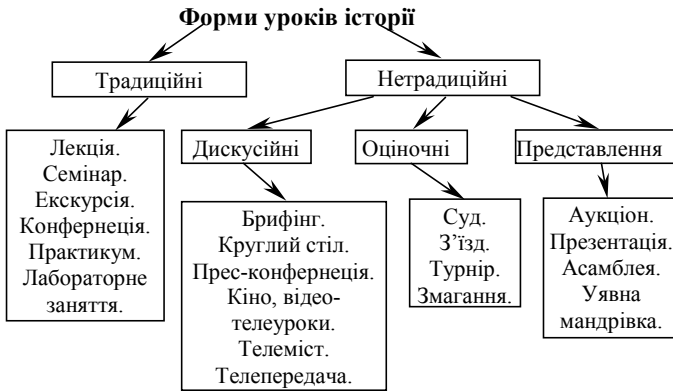 Форми уроків історії
Традиційні
Нетрадиційні
Лекція.
Семінар.
Екскурсія.
Конфернеція.
Практикум.
Лабораторне
заняття.
Дискусійні
Оціночні
Представлення
Брифінг.
Круглий стіл.
Прес-конфернеція.
Кіно, відео-
телеуроки.
Телеміст.
Телепередача.
Суд.
З’їзд.
Турнір.
Змагання.
Аукціон.
Презентація.
Асамблея.
Уявна
мандрівка.